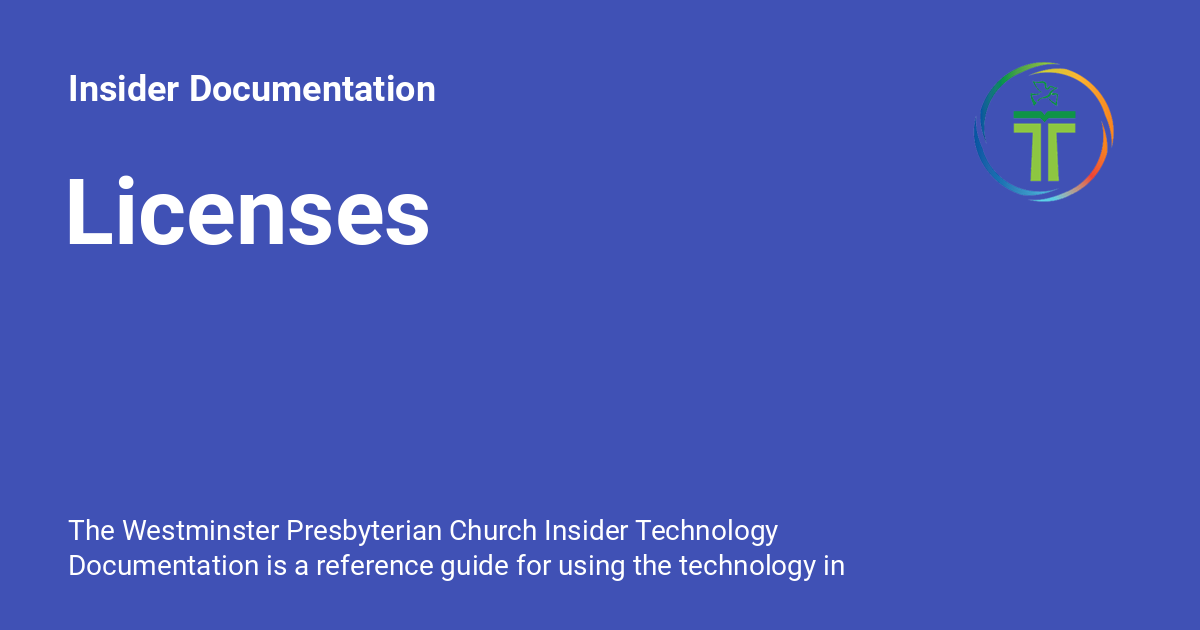 Insider Documentation
Licenses
The Westminster Presbyterian Church Insider Technology
Documentation is a reference guide for using the technology in